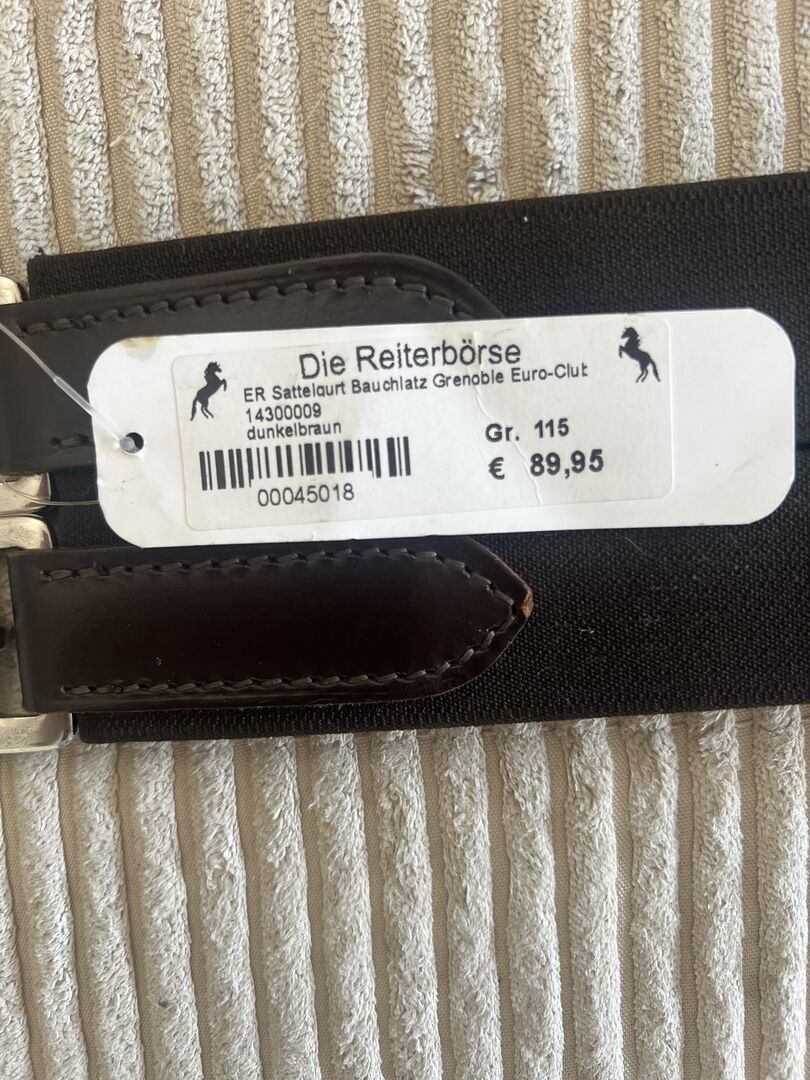 Die Reiterbörse
ER Sattelgurt Bauchlatz Grenoble Euro-Club
14300009
dunkelbraun
Gr. 115
€ 89,95
00045018